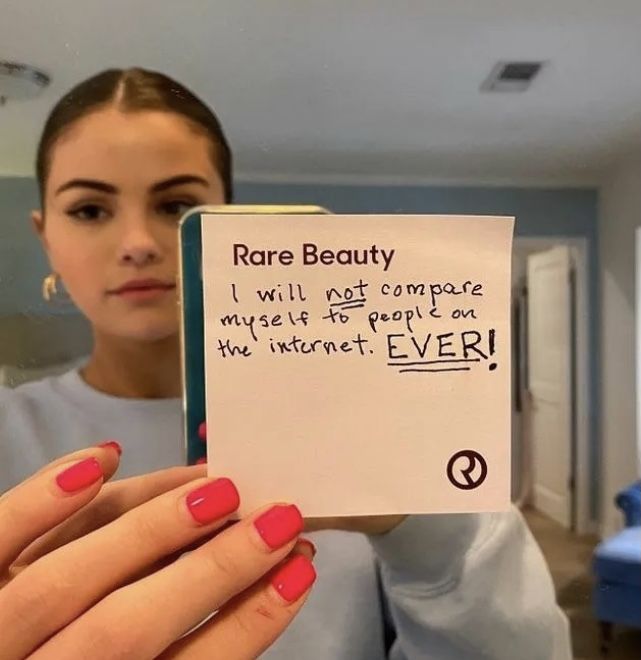 Rare Beauty
I will not compare
myself to people on
the internet. EVER!
R